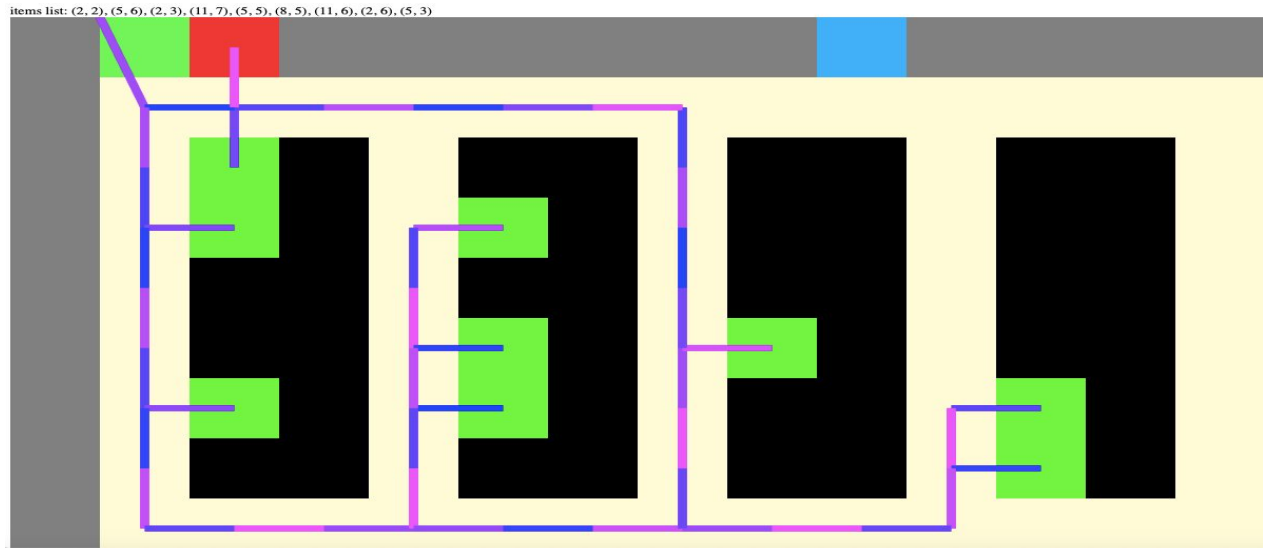 items list: (2, 2), (5, 6), (2, 3), (11, 7), (5, 5), (8, 5), (11, 6), (2, 6), (5, 3)